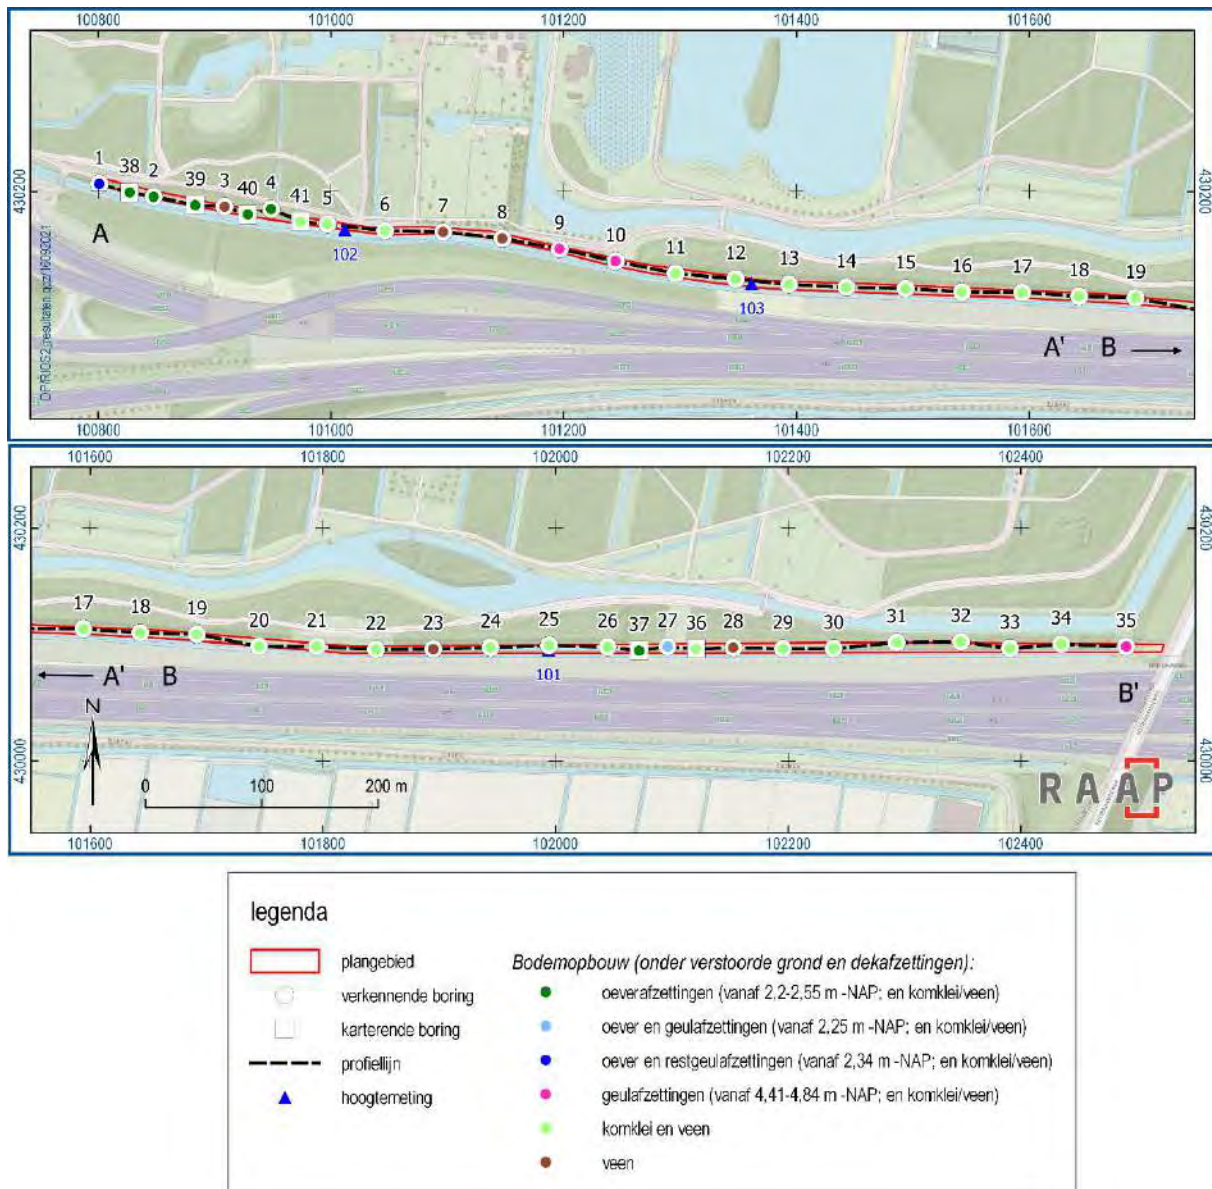 100800 101000 101200 101400 101600
430200 430200
1 38 2 39 3 40 4 41 5 6 7 8 9 10 11 12 13 14 15 16 17 18 19
A
102
103
A' B
100800 101000 101200 101400 101600
101600 101800 102000 102200 102400
430200 430200
17 18 19 20 21 22 23 24 25 26 37 27 36 28 29 30 31 32 33 34 35
A' B
101
B'
N
430000 430000
0 100 200 m
RAAP
101600 101800 102000 102200 102400
legenda
plangebied
verkennende boring
karterende boring
profiellijn
hoogtemeting
Bodemopbouw (onder verstoorde grond en dekafzettingen):
oeverafzettingen (vanaf 2,2-2,55 m -NAP; en komklei/veen)
oever en geulafzettingen (vanaf 2,25 m -NAP; en komklei/veen)
oever en restgeulafzettingen (vanaf 2,34 m -NAP; en komklei/veen)
geulafzettingen (vanaf 4,41-4,84 m -NAP; en komklei/veen)
komklei en veen
veen